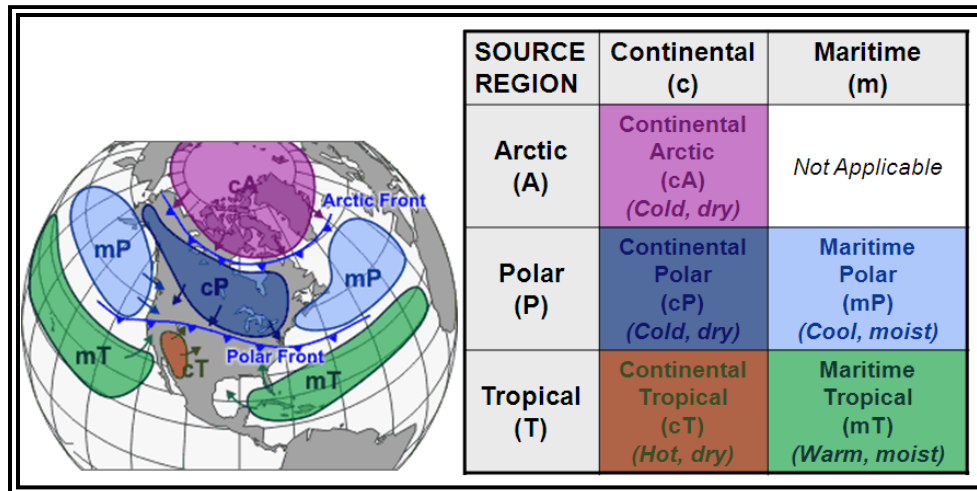 cA
Arctic Front
mP
mP
cP
Polar Front
cT
mT
mT
SOURCE REGION
Continental (c)
Maritime (m)
Arctic (A)
Continental
Arctic
(cA)
(Cold, dry)
Not Applicable
Polar (P)
Continental
Polar
(cP)
(Cold, dry)
Maritime
Polar
(mP)
(Cool, moist)
Tropical (T)
Continental
Tropical
(cT)
(Hot, dry)
Maritime
Tropical
(mT)
(Warm, moist)